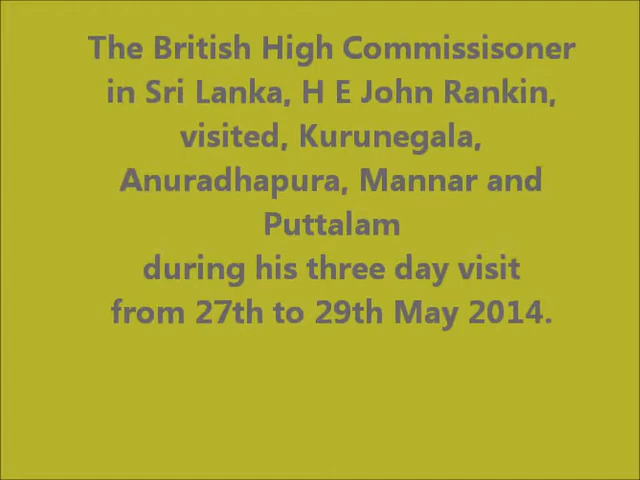 The British High Commissisoner
in Sri Lanka, H E John Rankin,
visited, Kurunegala,
Anuradhapura, Mannar and
Puttalam
during his three day visit
from 27th to 29th May 2014.